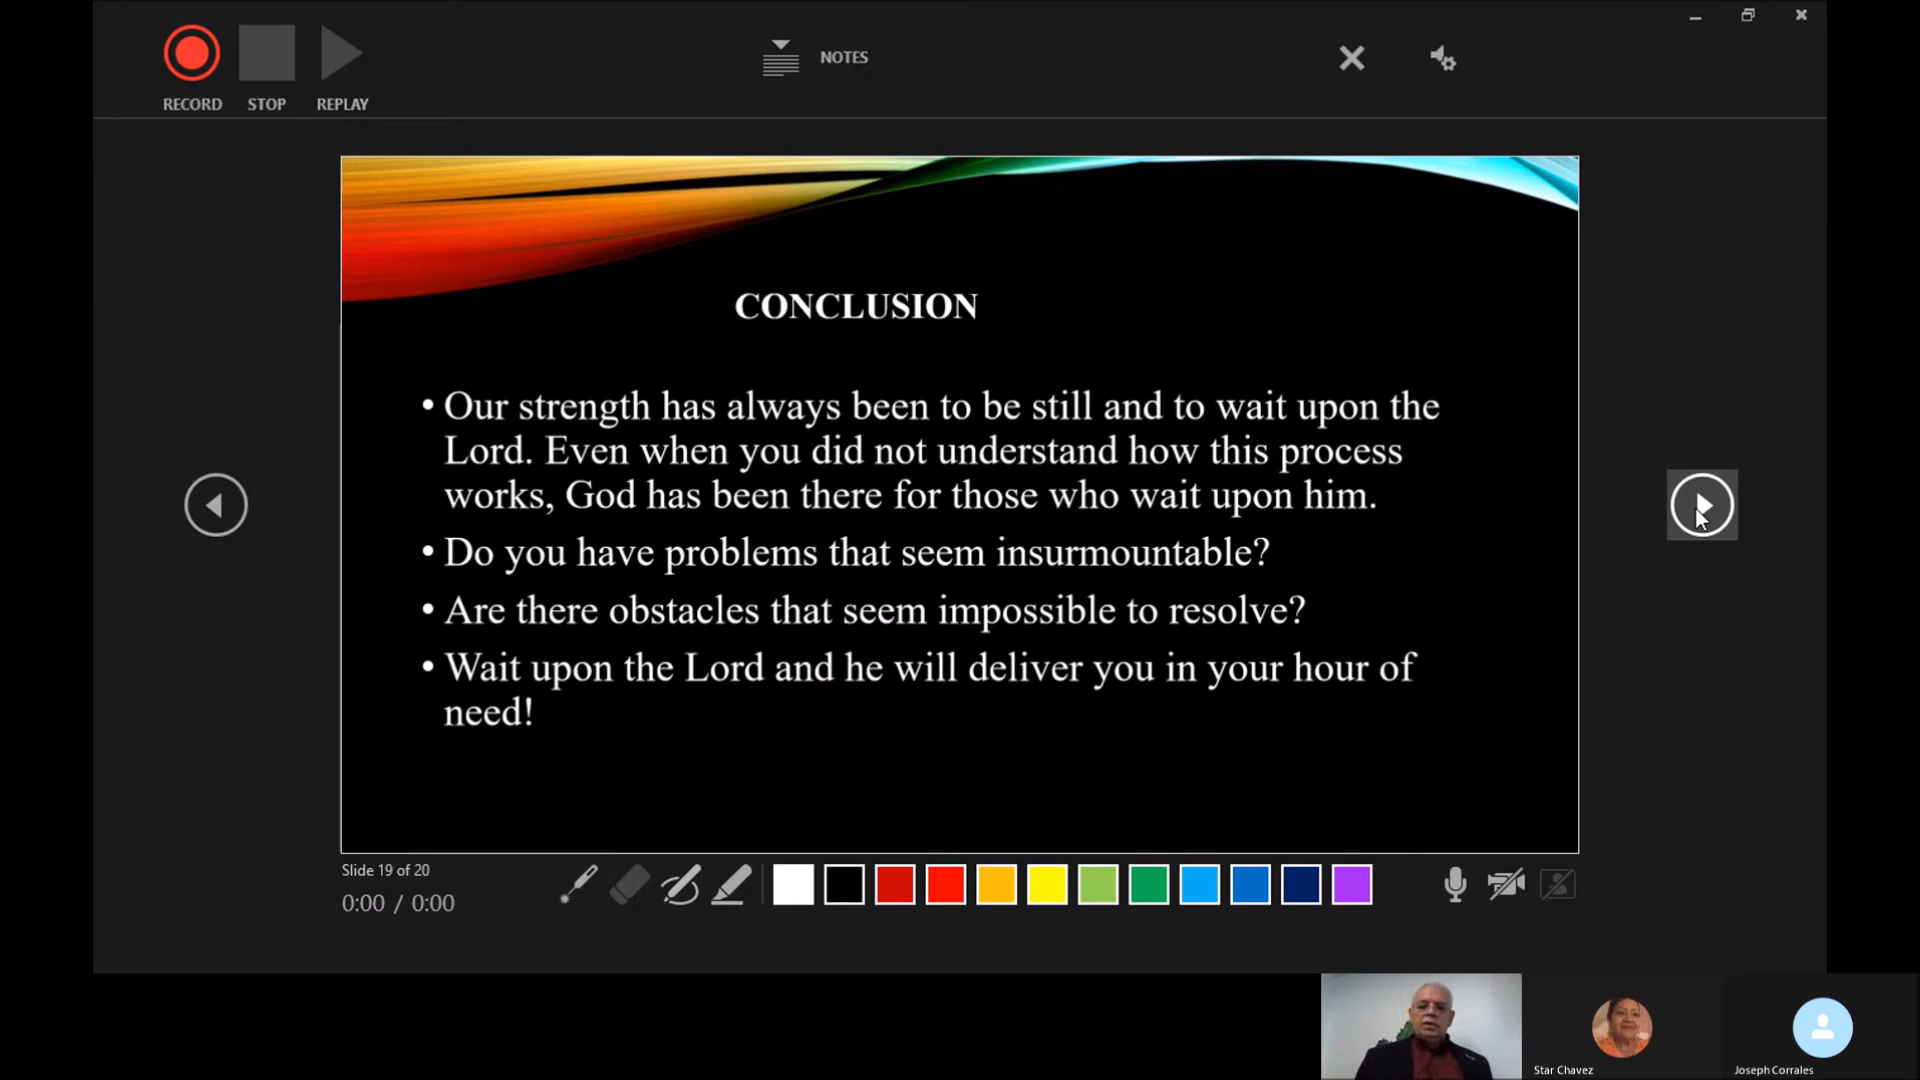 RECORD
STOP
REPLAY
NOTES
CONCLUSION
• Our strength has always been to be still and to wait upon the
Lord. Even when you did not understand how this process
works, God has been there for those who wait upon him.
• Do you have problems that seem insurmountable?
• Are there obstacles that seem impossible to resolve?
• Wait upon the Lord and he will deliver you in your hour of
need!
Slide 19 of 20
0:00 / 0:00
Star Chavez
Joseph Corrales